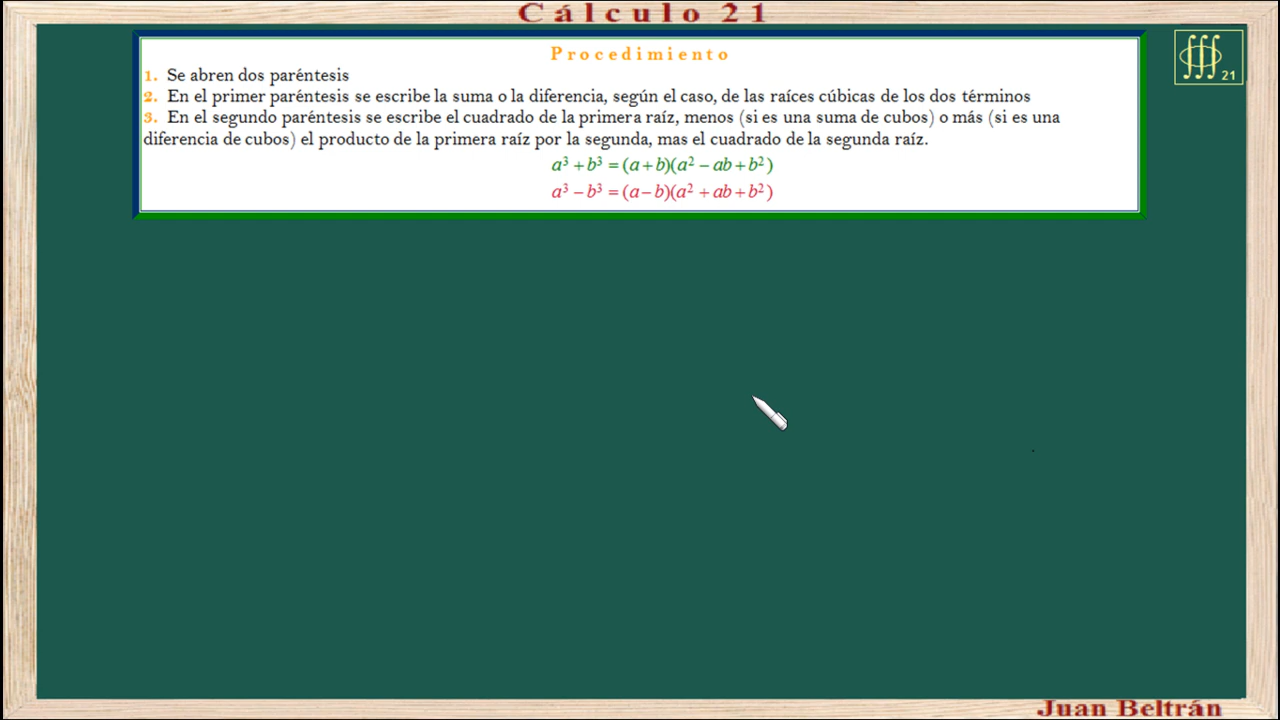 Cálculo 21
Procedimiento
1. Se abren dos paréntesis
2. En el primer paréntesis se escribe la suma o la diferencia, según el caso, de las raíces cúbicas de los dos términos
3. En el segundo paréntesis se escribe el cuadrado de la primera raíz, menos (si es una suma de cubos) o más (si es una
diferencia de cubos) el producto de la primera raíz por la segunda, mas el cuadrado de la segunda raíz.
a³ + b³ = (a + b)(a² − ab + b²)
a³ − b³ = (a − b)(a² + ab + b²)
∯ 21
Juan Beltrán